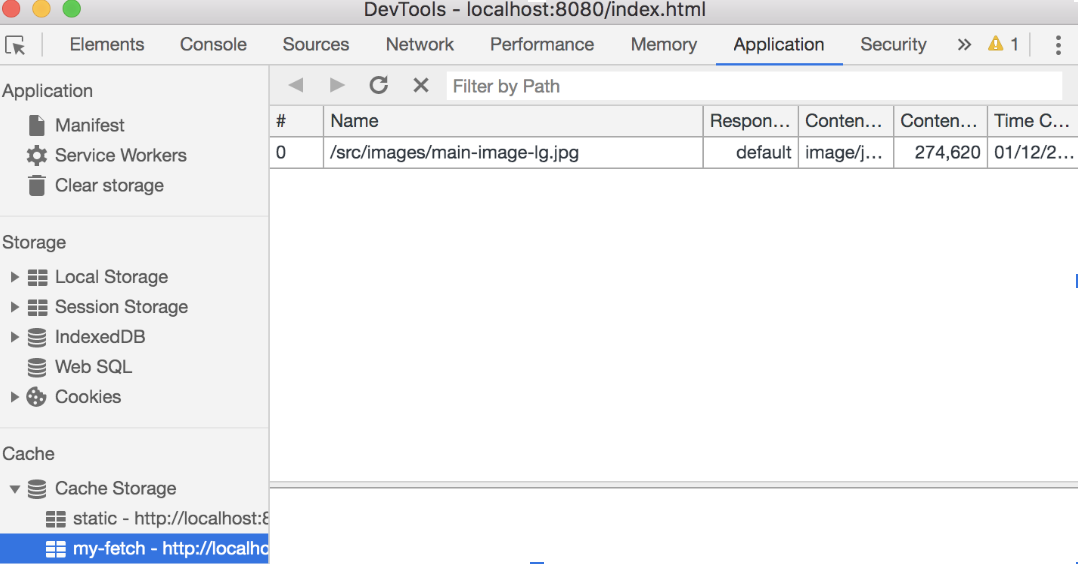 DevTools - localhost:8080/index.html
Elements Console Sources Network Performance Memory Application Security » 1
Application
Manifest
Service Workers
Clear storage
Storage
Local Storage
Session Storage
IndexedDB
Web SQL
Cookies
Cache
Cache Storage
static - http://localhost:8
my-fetch - http://localho
Filter by Path
# Name Respon... Conten... Conten... Time C...
0 /src/images/main-image-lg.jpg default image/j... 274,620 01/12/2...